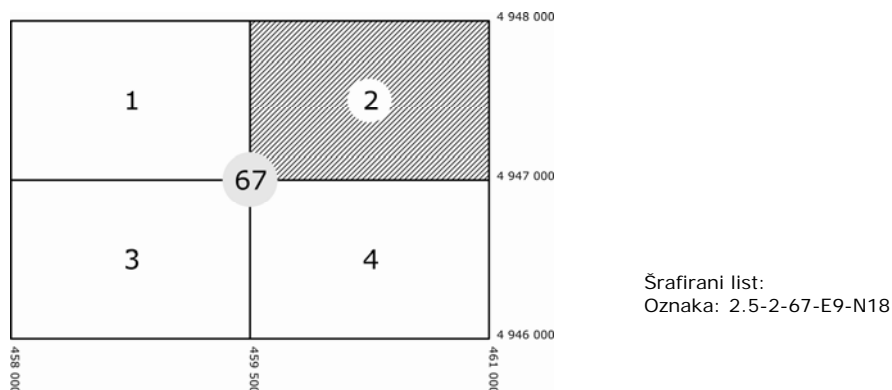 4 948 000
1
2
67
4 947 000
3
4
4 946 000
458 000
459 500
461 000
Šrafirani list:
Oznaka: 2.5-2-67-E9-N18